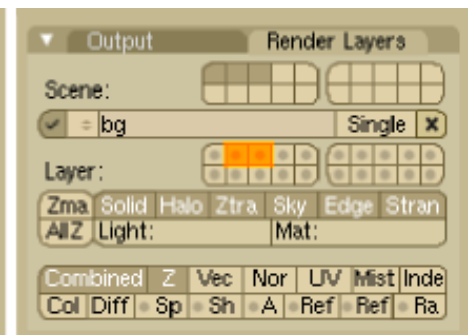 Output Render Layers
Scene:
bg Single x
Layer:
Zma Solid Halo Ztra Sky Edge Stran
AllZ Light: Mat:
Combined Z Vec Nor UV Mist Inde
Col Diff Sp Sh A Ref Ref Ra